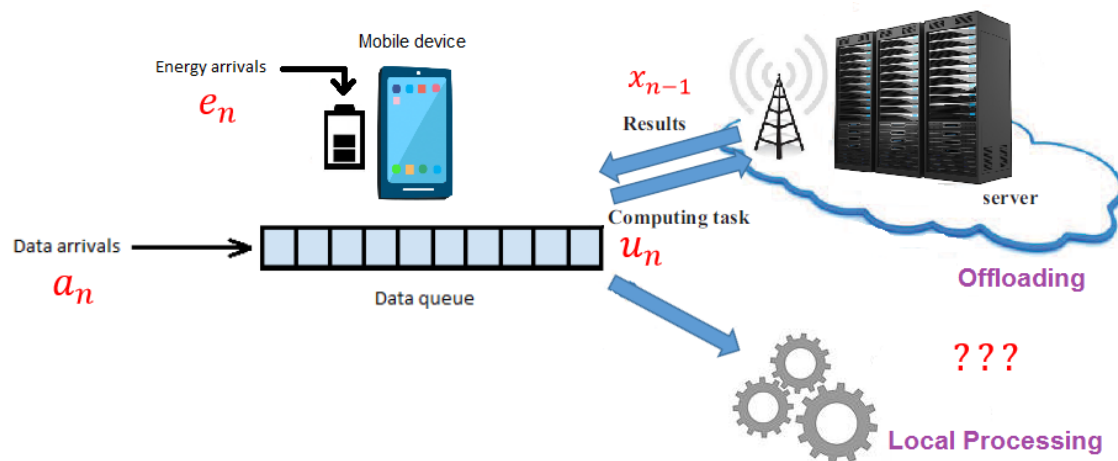 Mobile device
Energy arrivals
e_n
x_{n-1}
Results
server
Computing task
Data arrivals
u_n
a_n
Data queue
Offloading
???
Local Processing